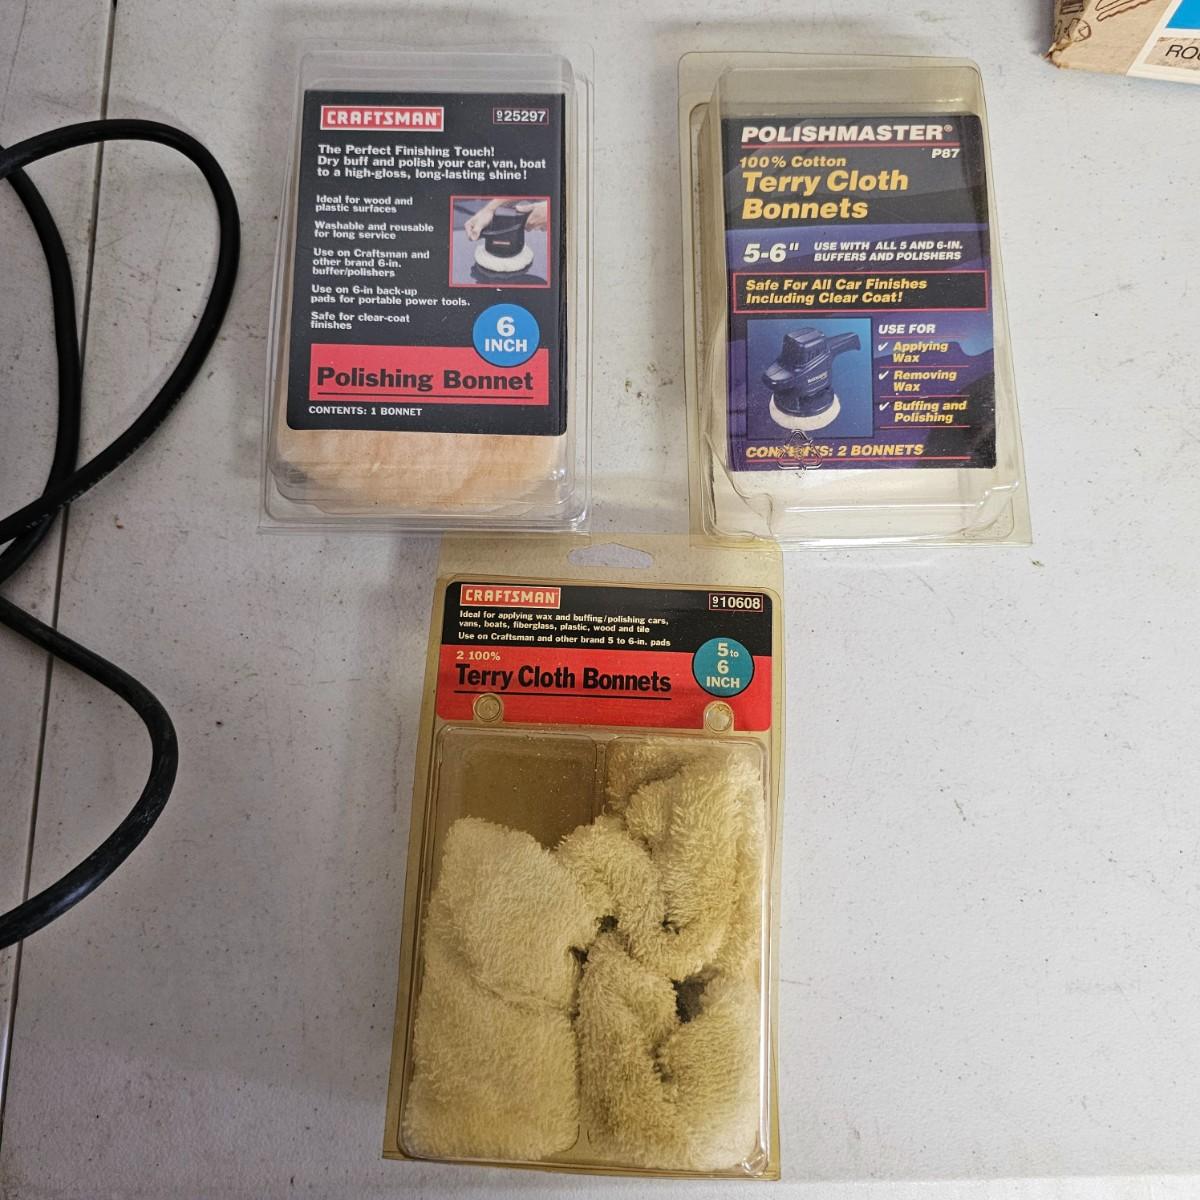 CRAFTSMAN
925297
The Perfect Finishing Touch!
Dry buff and polish your car, van, boat
to a high-gloss, long-lasting shine!
Ideal for wood and
plastic surfaces
Washable and reusable
for long service
Use on Craftsman and
other brand 6-in.
buffer/polishers
Use on 6-in back-up
pads for portable power tools.
Safe for clear-coat
finishes
6
INCH
Polishing Bonnet
CONTENTS: 1 BONNET
POLISHMASTER®
P87
100% Cotton
Terry Cloth
Bonnets
5-6"
USE WITH ALL 5 AND 6-IN.
BUFFERS AND POLISHERS
Safe For All Car Finishes
Including Clear Coat!
USE FOR
✓ Applying
Wax
✓ Removing
Wax
✓ Buffing and
Polishing
CONTENTS: 2 BONNETS
CRAFTSMAN
910608
Ideal for applying wax and buffing/polishing cars,
vans, boats, fiberglass, plastic, wood and tile
Use on Craftsman and other brand 5 to 6-in. pads
2 100%
Terry Cloth Bonnets
5 to
6
INCH